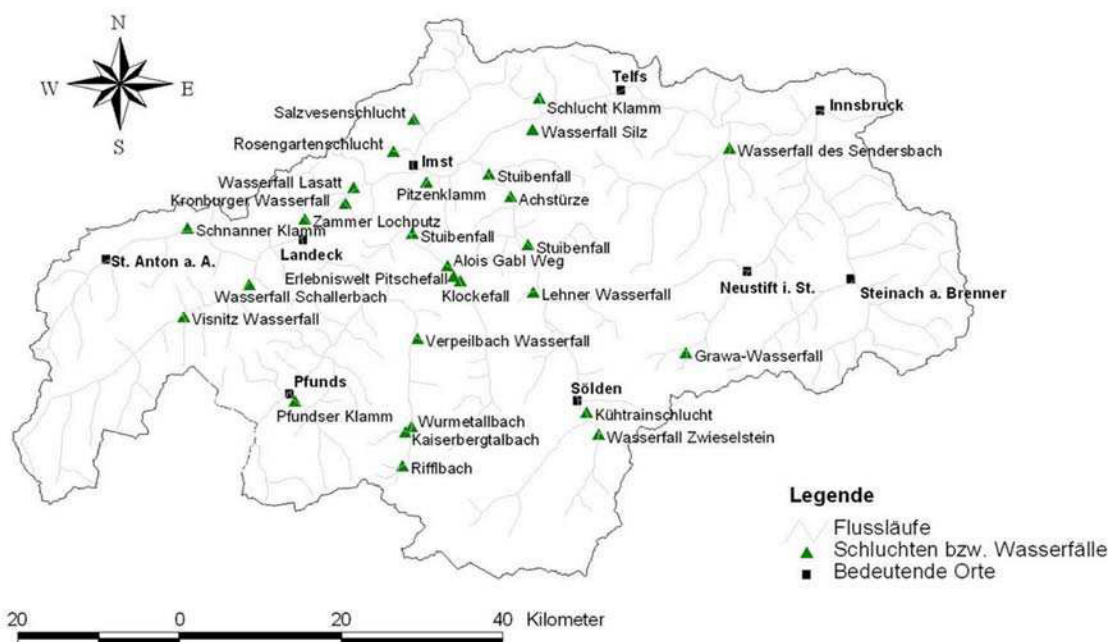 N
W
E
S
Telfs
Salzvesenschlucht
Schlucht Klamm
Innsbruck
Wasserfall Silz
Rosengartenschlucht
Wasserfall des Sendersbach
Imst
Stuibenfall
Wasserfall Lasatt
Pitzenklamm
Kronburger Wasserfall
Achstürze
Zammer Lochputz
Schnanner Klamm
Stuibenfall
Landeck
Stuibenfall
St. Anton a. A.
Alois Gabl Weg
Erlebniswelt Pitschefall
Neustift i. St.
Steinach a. Brenner
Klockefall
Lehner Wasserfall
Wasserfall Schallerbach
Visnitz Wasserfall
Verpeilbach Wasserfall
Grawa-Wasserfall
Pfunds
Sölden
Pfundser Klamm
Kühtrainschlucht
Wurmetallbach
Kaiserbergtalbach
Wasserfall Zwieselstein
Rifflbach
Legende
Flussläufe
Schluchten bzw. Wasserfälle
Bedeutende Orte
20 0 20 40 Kilometer